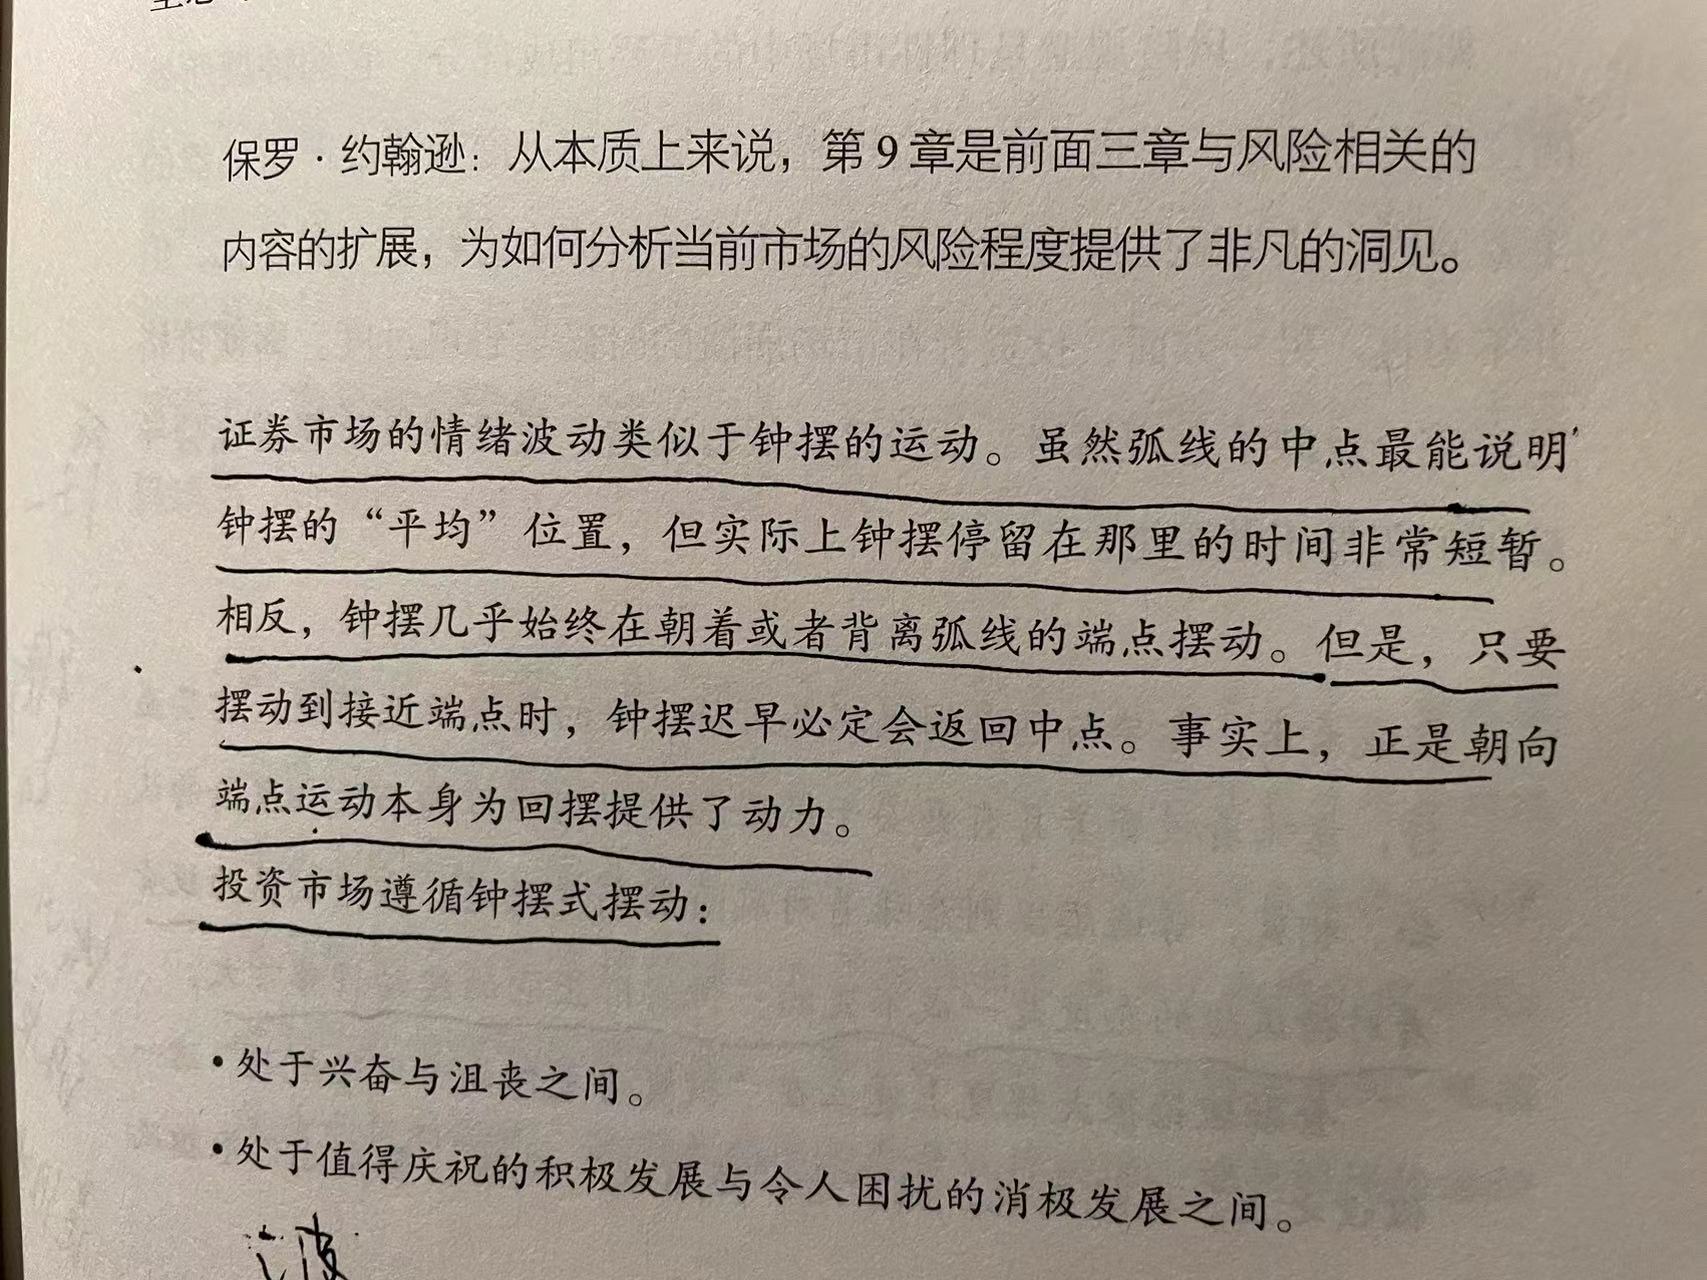 保罗·约翰逊：从本质上来说，第9章是前面三章与风险相关的
内容的扩展，为如何分析当前市场的风险程度提供了非凡的洞见。
证券市场的情绪波动类似于钟摆的运动。虽然弧线的中点最能说明
钟摆的“平均”位置，但实际上钟摆停留在那里的时间非常短暂。
相反，钟摆几乎始终在朝着或者背离弧线的端点摆动。但是，只要
摆动到接近端点时，钟摆迟早必定会返回中点。事实上，正是朝向
端点运动本身为回摆提供了动力。
投资市场遵循钟摆式摆动：
•处于兴奋与沮丧之间。
•处于值得庆祝的积极发展与令人困扰的消极发展之间。